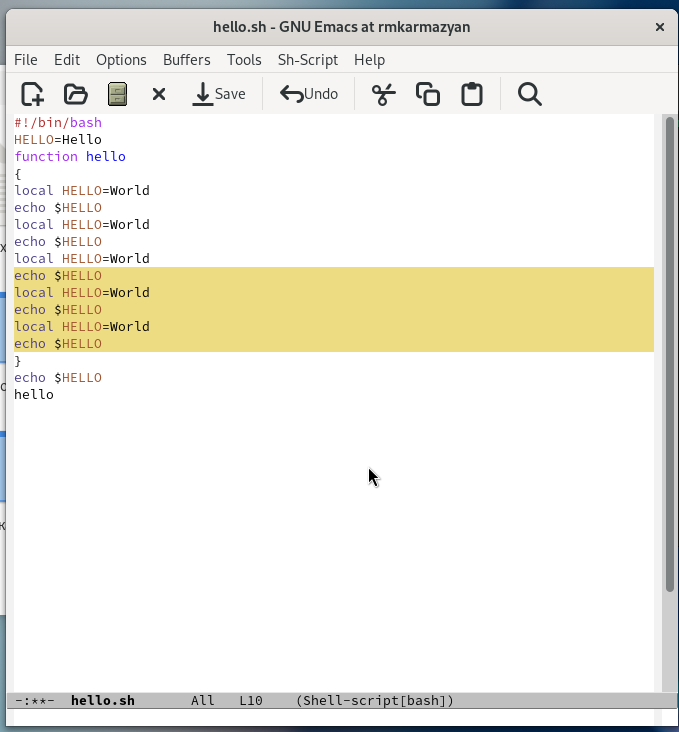 hello.sh - GNU Emacs at rmkarmazyan ×
File Edit Options Buffers Tools Sh-Script Help
Save Undo
#!/bin/bash
HELLO=Hello
function hello
{
local HELLO=World
echo $HELLO
local HELLO=World
echo $HELLO
local HELLO=World
echo $HELLO
local HELLO=World
echo $HELLO
local HELLO=World
echo $HELLO
}
echo $HELLO
hello
-:**- hello.sh All L10 (Shell-script[bash])